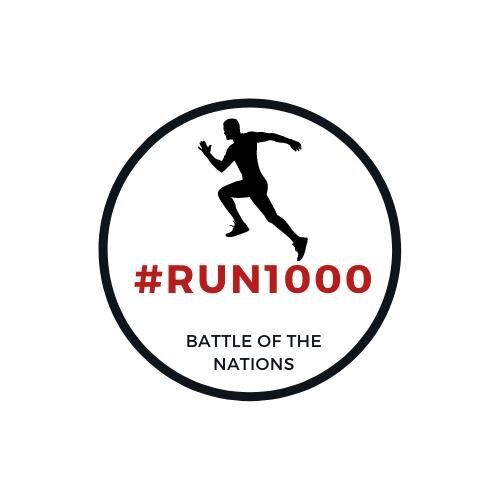 #RUN1000
BATTLE OF THE
NATIONS